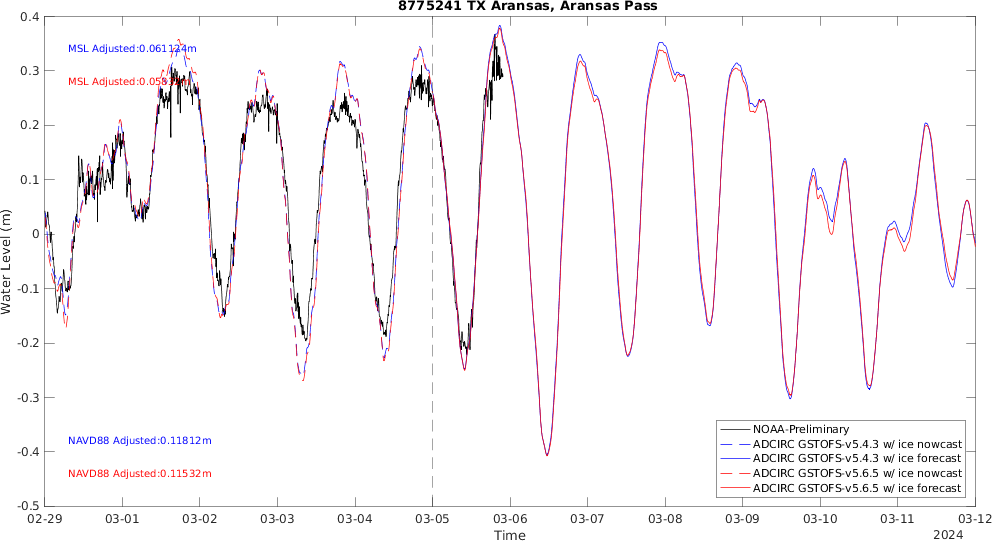 8775241 TX Aransas, Aransas Pass
MSL Adjusted:0.061124m
MSL
NAVD88 Adjusted:0.11812m
NAVD88 Adjusted:0.11532m
Water Level (m)
0.4
0.3
0.2
0.1
0
-0.1
-0.2
-0.3
-0.4
-0.5
NOAA-Preliminary
ADCIRC GSTOFS-v5.4.3 w/ ice nowcast
ADCIRC GSTOFS-v5.4.3 w/ ice forecast
ADCIRC GSTOFS-v5.6.5 w/ ice nowcast
ADCIRC GSTOFS-v5.6.5 w/ ice forecast
02-29 03-01 03-02 03-03 03-04 03-05 03-06 03-07 03-08 03-09 03-10 03-11 03-12
Time
2024